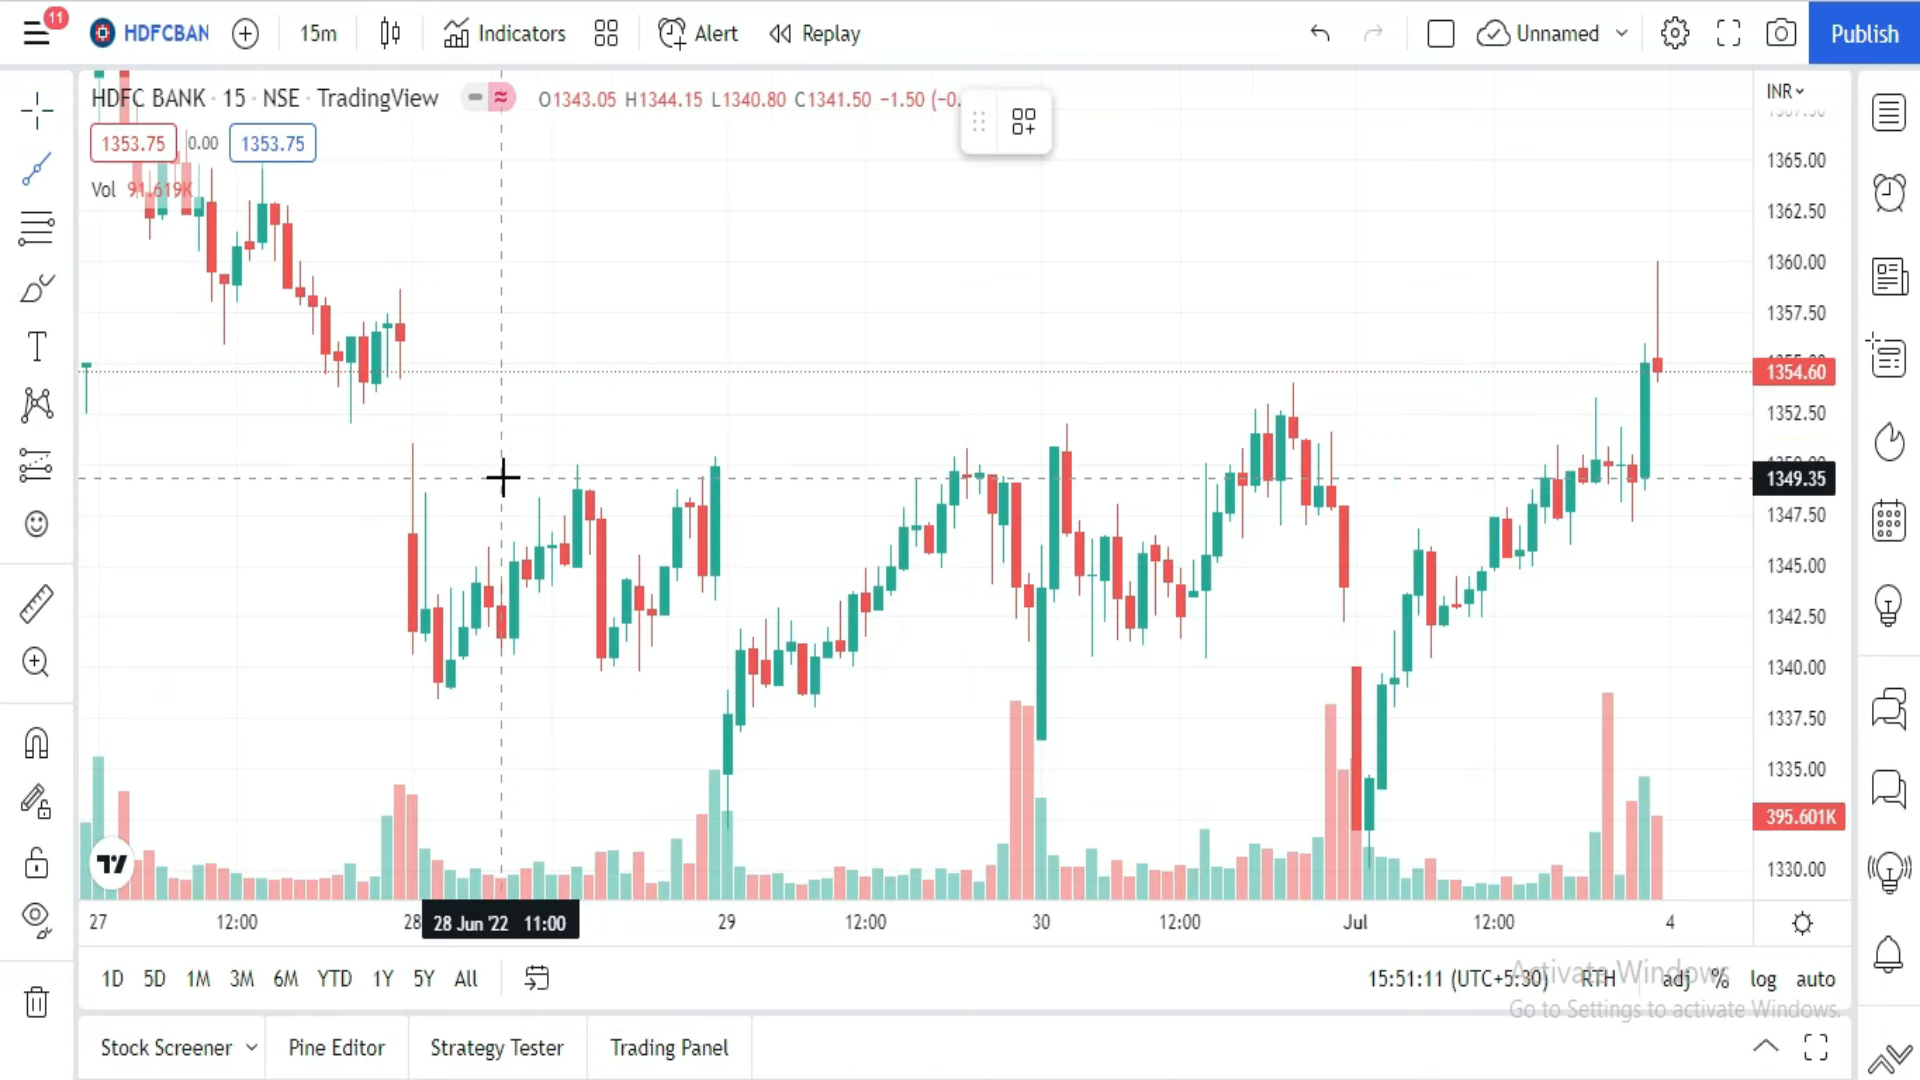 11
HDFCBAN
15m
Indicators
Alert
Replay
Unnamed
Publish
HDFC BANK · 15 · NSE · TradingView
O1343.05 H1344.15 L1340.80 C1341.50 −1.50 (−0.
INR
1353.75
0.00
1353.75
Vol 91.619K
1365.00
1362.50
1360.00
1357.50
1354.60
1352.50
1349.35
1347.50
1345.00
1342.50
1340.00
1337.50
1335.00
395.601K
1330.00
27
12:00
28
28 Jun '22 11:00
29
12:00
30
12:00
Jul
12:00
4
1D
5D
1M
3M
6M
YTD
1Y
5Y
All
15:51:11 (UTC+5:30)
RTH
adj
%
log
auto
Activate Windows
Go to Settings to activate Windows.
Stock Screener
Pine Editor
Strategy Tester
Trading Panel